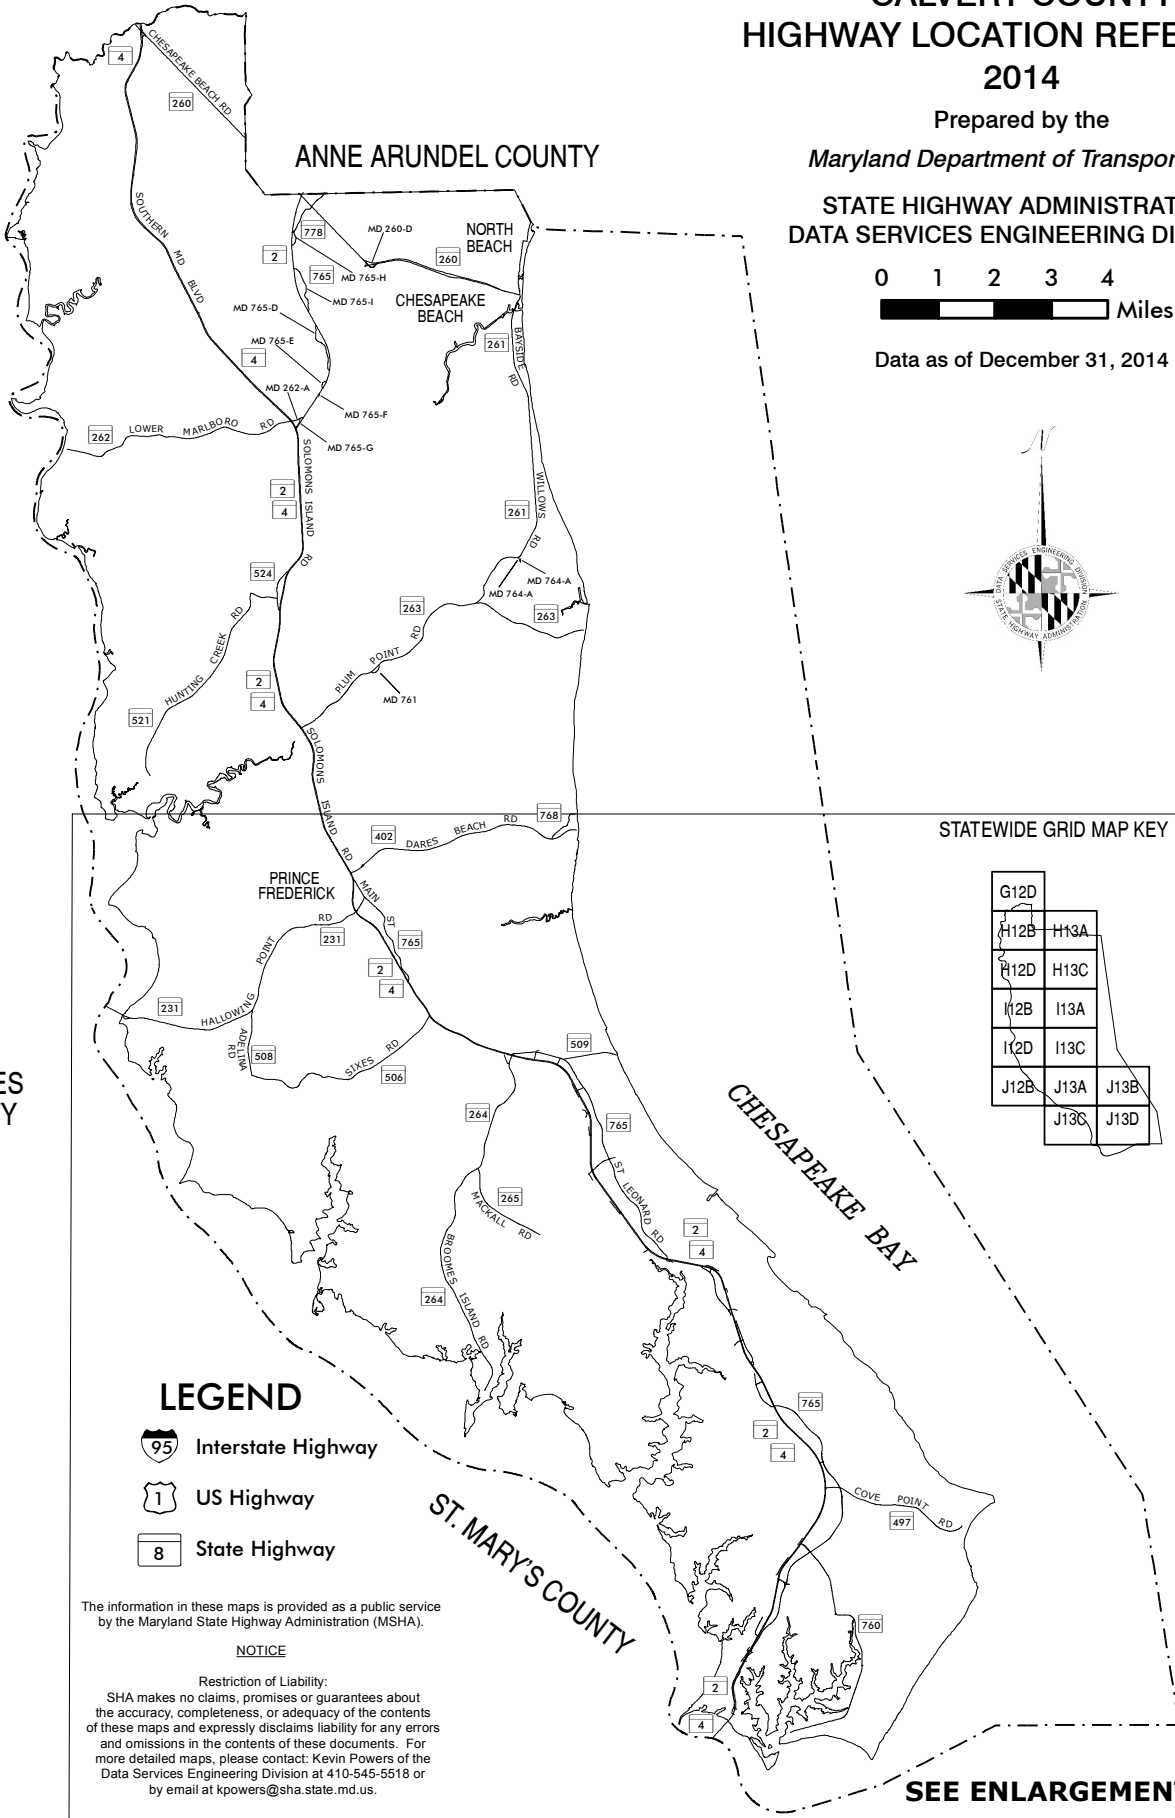 CALVERT COUNTY
HIGHWAY LOCATION REFE
2014
Prepared by the
Maryland Department of Transpor
STATE HIGHWAY ADMINISTRAT
DATA SERVICES ENGINEERING DI
0 1 2 3 4
Miles
Data as of December 31, 2014
DATA SERVICES ENGINEERING DIVISION
STATE HIGHWAY ADMINISTRATION
4
CHESAPEAKE BEACH RD
260
ANNE ARUNDEL COUNTY
SOUTHERN MD BLVD
778
MD 260-D
NORTH
BEACH
2
260
765
MD 765-H
MD 765-I
CHESAPEAKE
BEACH
MD 765-D
MD 765-E
261
BAYSIDE RD
4
MD 262-A
MD 765-F
262
LOWER MARLBORO RD
MD 765-G
SOLOMONS ISLAND RD
2
4
WILLOWS RD
261
524
MD 764-A
MD 764-A
263
263
HUNTING CREEK RD
PLUM POINT RD
2
4
MD 761
521
SOLOMONS ISLAND RD
768
402
DARES BEACH RD
STATEWIDE GRID MAP KEY
G12D
H12B H13A
H12D H13C
I12B I13A
I12D I13C
J12B J13A J13B
J13C J13D
PRINCE
FREDERICK
MAIN ST
231
765
2
4
231
HALLOWING POINT RD
ADELINA RD
508
SIXES RD
506
509
ES
Y
264
765
CHESAPEAKE BAY
265
MACKALL RD
ST LEONARD RD
2
4
BROOMES ISLAND RD
264
765
2
4
COVE POINT RD
497
760
2
4
ST. MARY'S COUNTY
LEGEND
95 Interstate Highway
1 US Highway
8 State Highway
The information in these maps is provided as a public service
by the Maryland State Highway Administration (MSHA).
NOTICE
Restriction of Liability:
SHA makes no claims, promises or guarantees about
the accuracy, completeness, or adequacy of the contents
of these maps and expressly disclaims liability for any errors
and omissions in the contents of these documents. For
more detailed maps, please contact: Kevin Powers of the
Data Services Engineering Division at 410-545-5518 or
by email at kpowers@sha.state.md.us.
SEE ENLARGEMENT